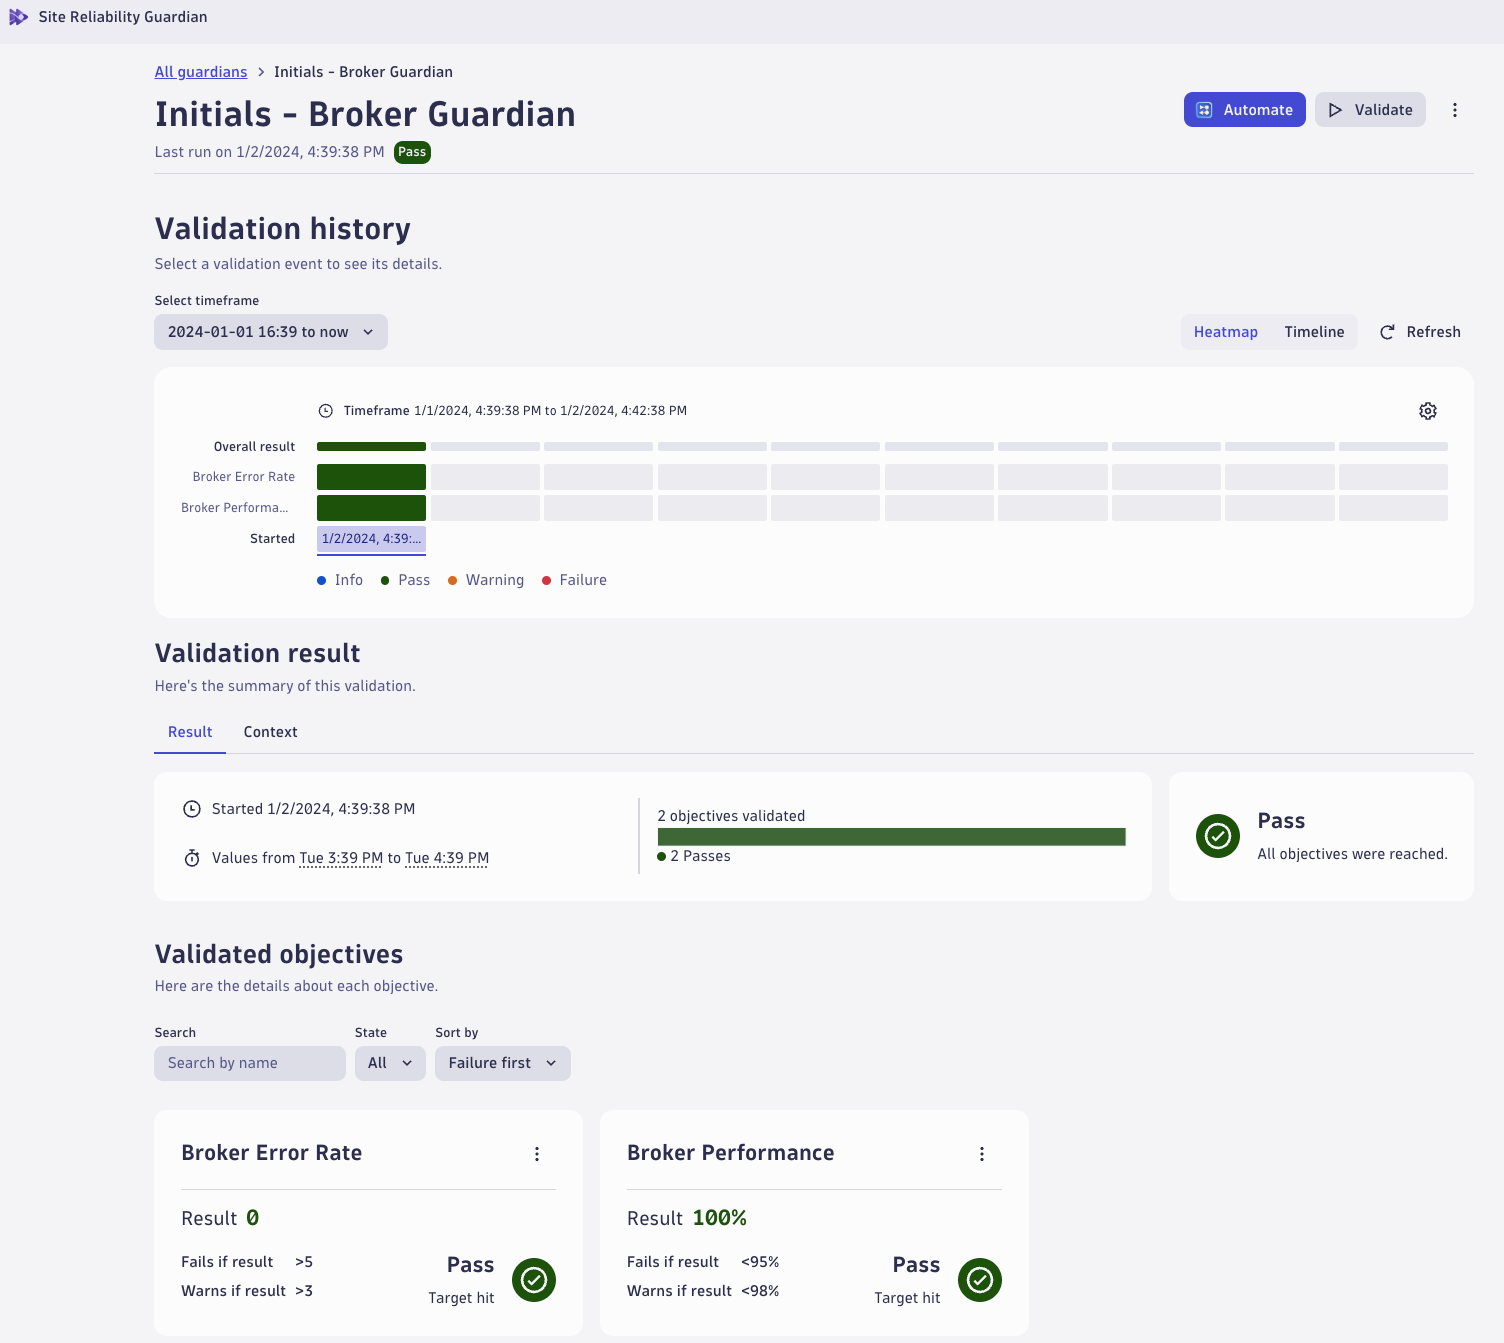 Site Reliability Guardian
All guardians > Initials - Broker Guardian
Initials - Broker Guardian
Automate
Validate
Last run on 1/2/2024, 4:39:38 PM Pass
Validation history
Select a validation event to see its details.
Select timeframe
2024-01-01 16:39 to now
Heatmap Timeline Refresh
Timeframe 1/1/2024, 4:39:38 PM to 1/2/2024, 4:42:38 PM
Overall result
Broker Error Rate
Broker Performa...
Started 1/2/2024, 4:39:...
Info Pass Warning Failure
Validation result
Here's the summary of this validation.
Result Context
Started 1/2/2024, 4:39:38 PM
Values from Tue 3:39 PM to Tue 4:39 PM
2 objectives validated
2 Passes
Pass
All objectives were reached.
Validated objectives
Here are the details about each objective.
Search State Sort by
Search by name All Failure first
Broker Error Rate
Result 0
Fails if result >5
Warns if result >3
Pass
Target hit
Broker Performance
Result 100%
Fails if result <95%
Warns if result <98%
Pass
Target hit